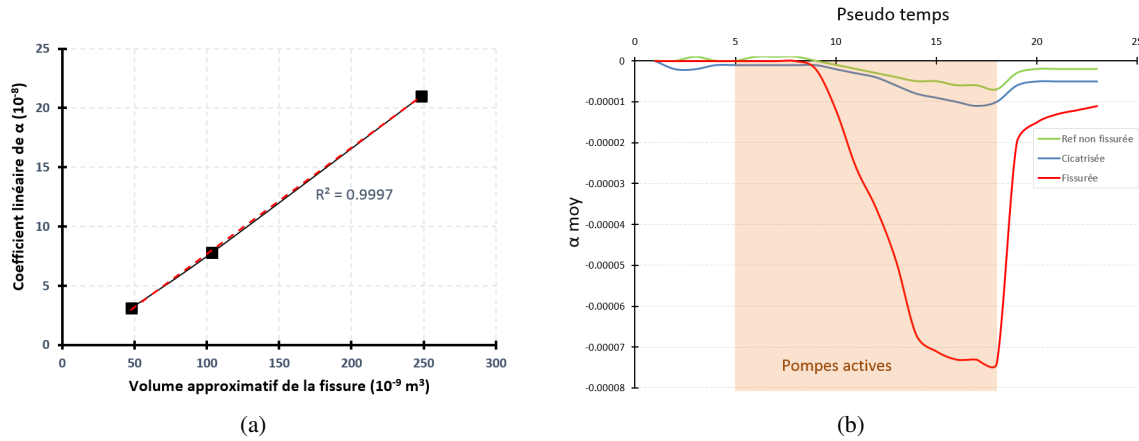 25
20
15
10
5
0
0 50 100 150 200 250 300
Coefficient linéaire de α (10⁻⁸)
R² = 0.9997
Volume approximatif de la fissure (10⁻⁹ m³)
(a)
Pseudo temps
0 5 10 15 20 25
0
-0.00001
-0.00002
-0.00003
-0.00004
-0.00005
-0.00006
-0.00007
-0.00008
α moy
Ref non fissurée
Cicatrisée
Fissurée
Pompes actives
(b)